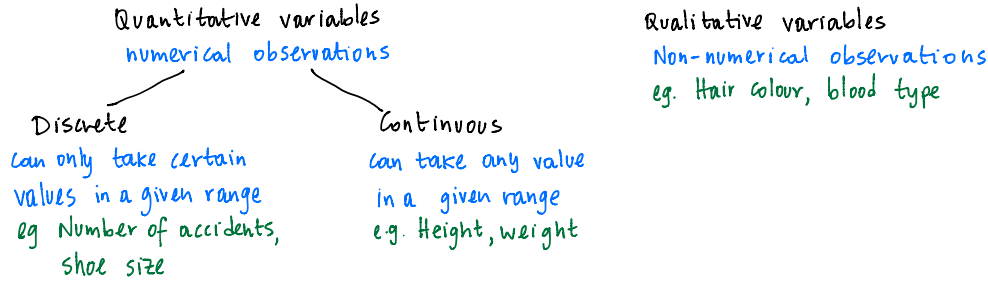 Quantitative variables
numerical observations
Discrete
can only take certain
values in a given range
eg Number of accidents,
shoe size
Continuous
can take any value
in a given range
e.g. Height, weight
Qualitative variables
Non-numerical observations
eg. Hair colour, blood type